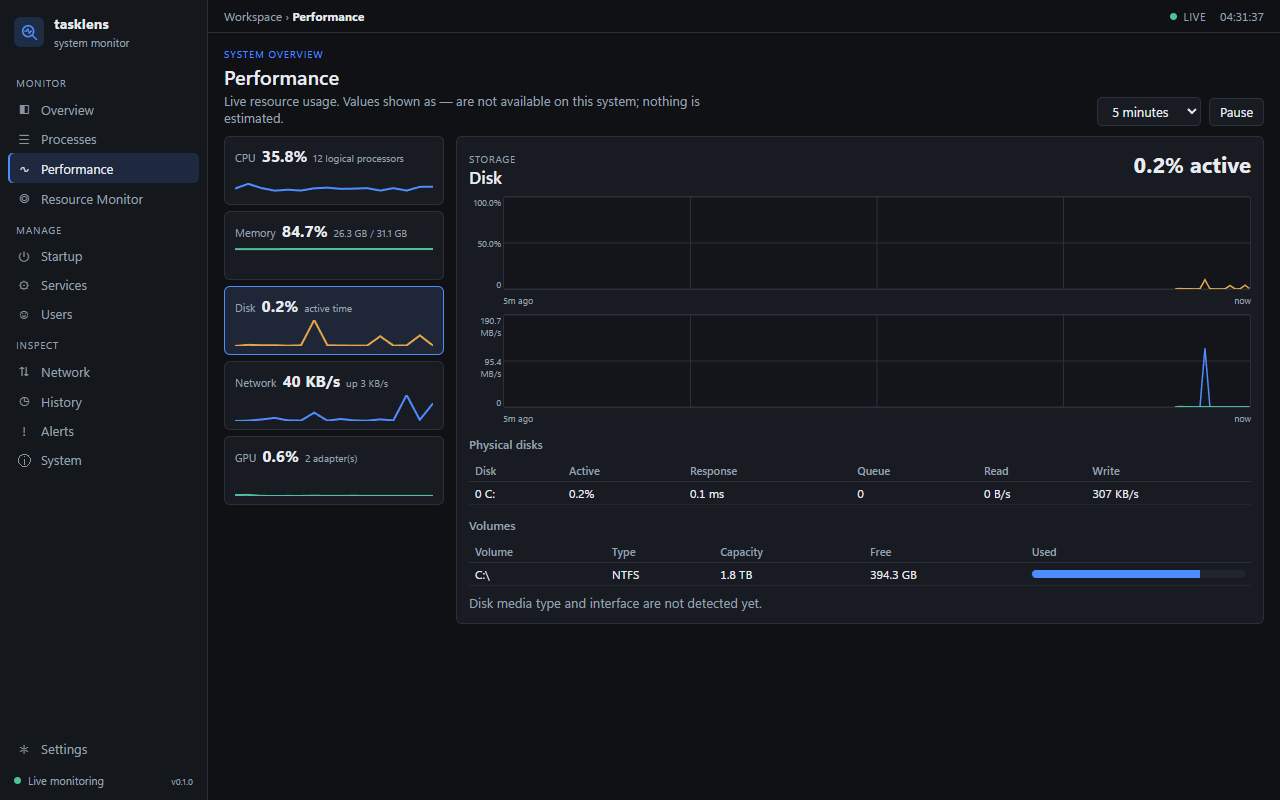 tasklens
system monitor
MONITOR
Overview
Processes
Performance
Resource Monitor
MANAGE
Startup
Services
Users
INSPECT
Network
History
Alerts
System
Settings
Live monitoring v0.1.0
Workspace › Performance
LIVE 04:31:37
SYSTEM OVERVIEW
Performance
Live resource usage. Values shown as — are not available on this system; nothing is
estimated.
5 minutes Pause
CPU 35.8% 12 logical processors
Memory 84.7% 26.3 GB / 31.1 GB
Disk 0.2% active time
Network 40 KB/s up 3 KB/s
GPU 0.6% 2 adapter(s)
STORAGE
Disk
0.2% active
100.0%
50.0%
0
5m ago now
190.7
MB/s
95.4
MB/s
0
5m ago now
Physical disks
Disk Active Response Queue Read Write
0 C: 0.2% 0.1 ms 0 0 B/s 307 KB/s
Volumes
Volume Type Capacity Free Used
C:\ NTFS 1.8 TB 394.3 GB
Disk media type and interface are not detected yet.